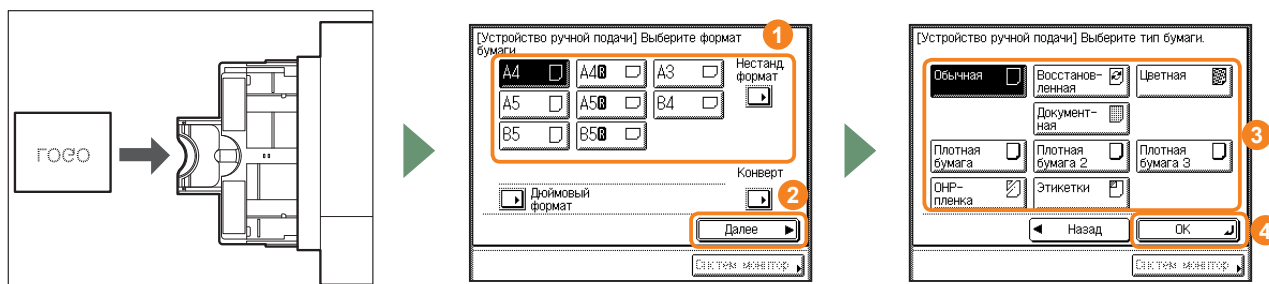 LOGO
[Устройство ручной подачи] Выберите формат
бумаги.
1
A4
A4R
A3
Нестанд.
формат
A5
A5R
B4
B5
B5R
Конверт
Дюймовый
формат
2
Далее
Систем монитор
[Устройство ручной подачи] Выберите тип бумаги.
Обычная
Восстанов-
ленная
Цветная
Документ-
ная
3
Плотная
бумага
Плотная
бумага 2
Плотная
бумага 3
OHP-
пленка
Этикетки
Назад
OK
4
Систем монитор